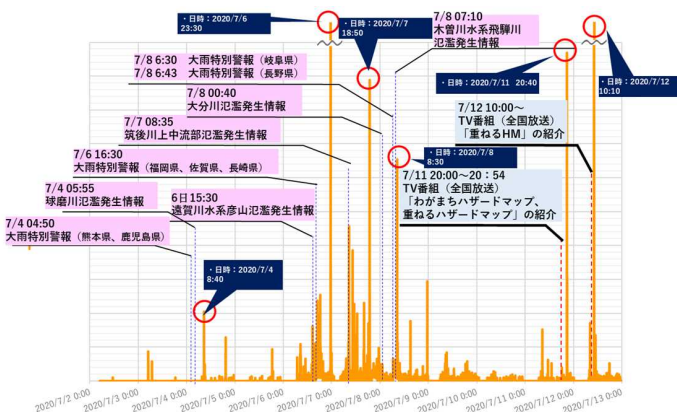 ・日時：2020/7/6
23:30
・日時：2020/7/7
18:50
7/8 07:10
木曽川水系飛騨川
氾濫発生情報
・日時：2020/7/12
10:10
7/8 6:30　大雨特別警報（岐阜県）
7/8 6:43　大雨特別警報（長野県）
・日時：2020/7/11　20:40
7/8 00:40
大分川氾濫発生情報
7/12 10:00～
TV番組（全国放送）
「重ねるHM」の紹介
7/7 08:35
筑後川上中流部氾濫発生情報
・日時：2020/7/8
8:30
7/6 16:30
大雨特別警報（福岡県、佐賀県、長崎県）
7/11 20:00～20：54
TV番組（全国放送）
「わがまちハザードマップ、
重ねるハザードマップ」の紹介
7/4 05:55
球磨川氾濫発生情報
6日15:30
遠賀川水系彦山氾濫発生情報
7/4 04:50
大雨特別警報（熊本県、鹿児島県）
・日時：2020/7/4
8:40
2020/7/2 0:00
2020/7/3 0:00
2020/7/4 0:00
2020/7/5 0:00
2020/7/6 0:00
2020/7/7 0:00
2020/7/8 0:00
2020/7/9 0:00
2020/7/10 0:00
2020/7/11 0:00
2020/7/12 0:00
2020/7/13 0:00